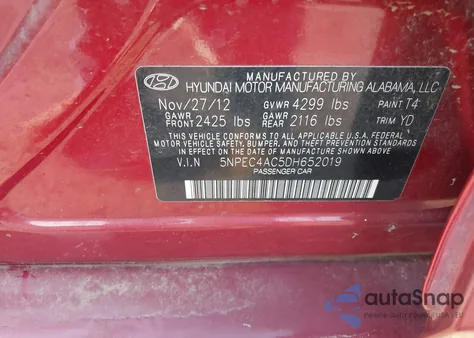 MANUFACTURED BY
HYUNDAI MOTOR MANUFACTURING ALABAMA, LLC
Nov/27/12 GVWR 4299 lbs PAINT T4
GAWR FRONT 2425 lbs GAWR REAR 2116 lbs TRIM YD
THIS VEHICLE CONFORMS TO ALL APPLICABLE U.S. FEDERAL
MOTOR VEHICLE SAFETY, BUMPER, AND THEFT PREVENTION STANDARDS
IN EFFECT ON THE DATE OF MANUFACTURE SHOWN ABOVE.
V.I.N 5NPEC4AC5DH652019
PASSENGER CAR
autoSnap